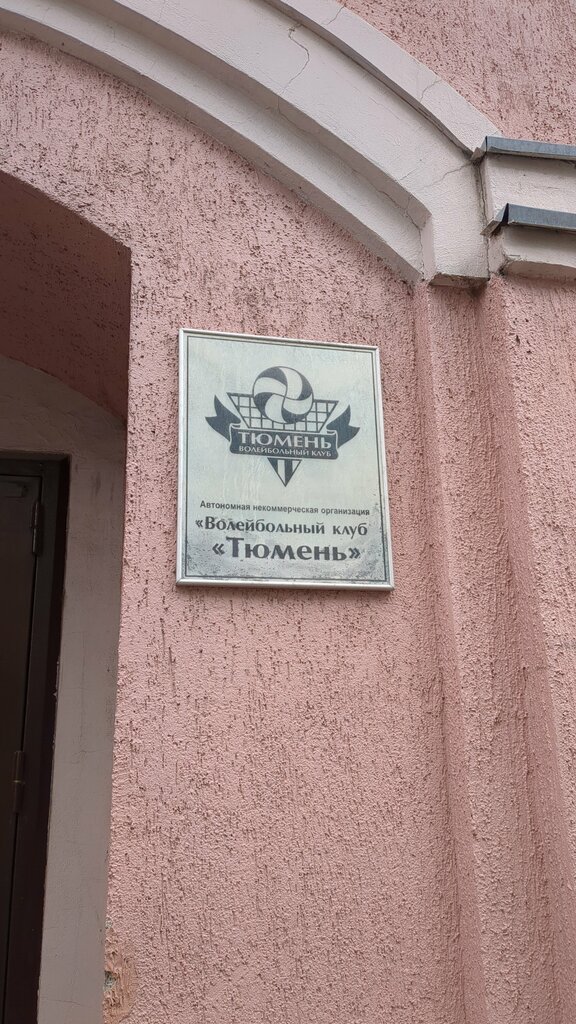 ТЮМЕНЬ
ВОЛЕЙБОЛЬНЫЙ КЛУБ
Автономная некоммерческая организация
«Волейбольный клуб
«Тюмень»